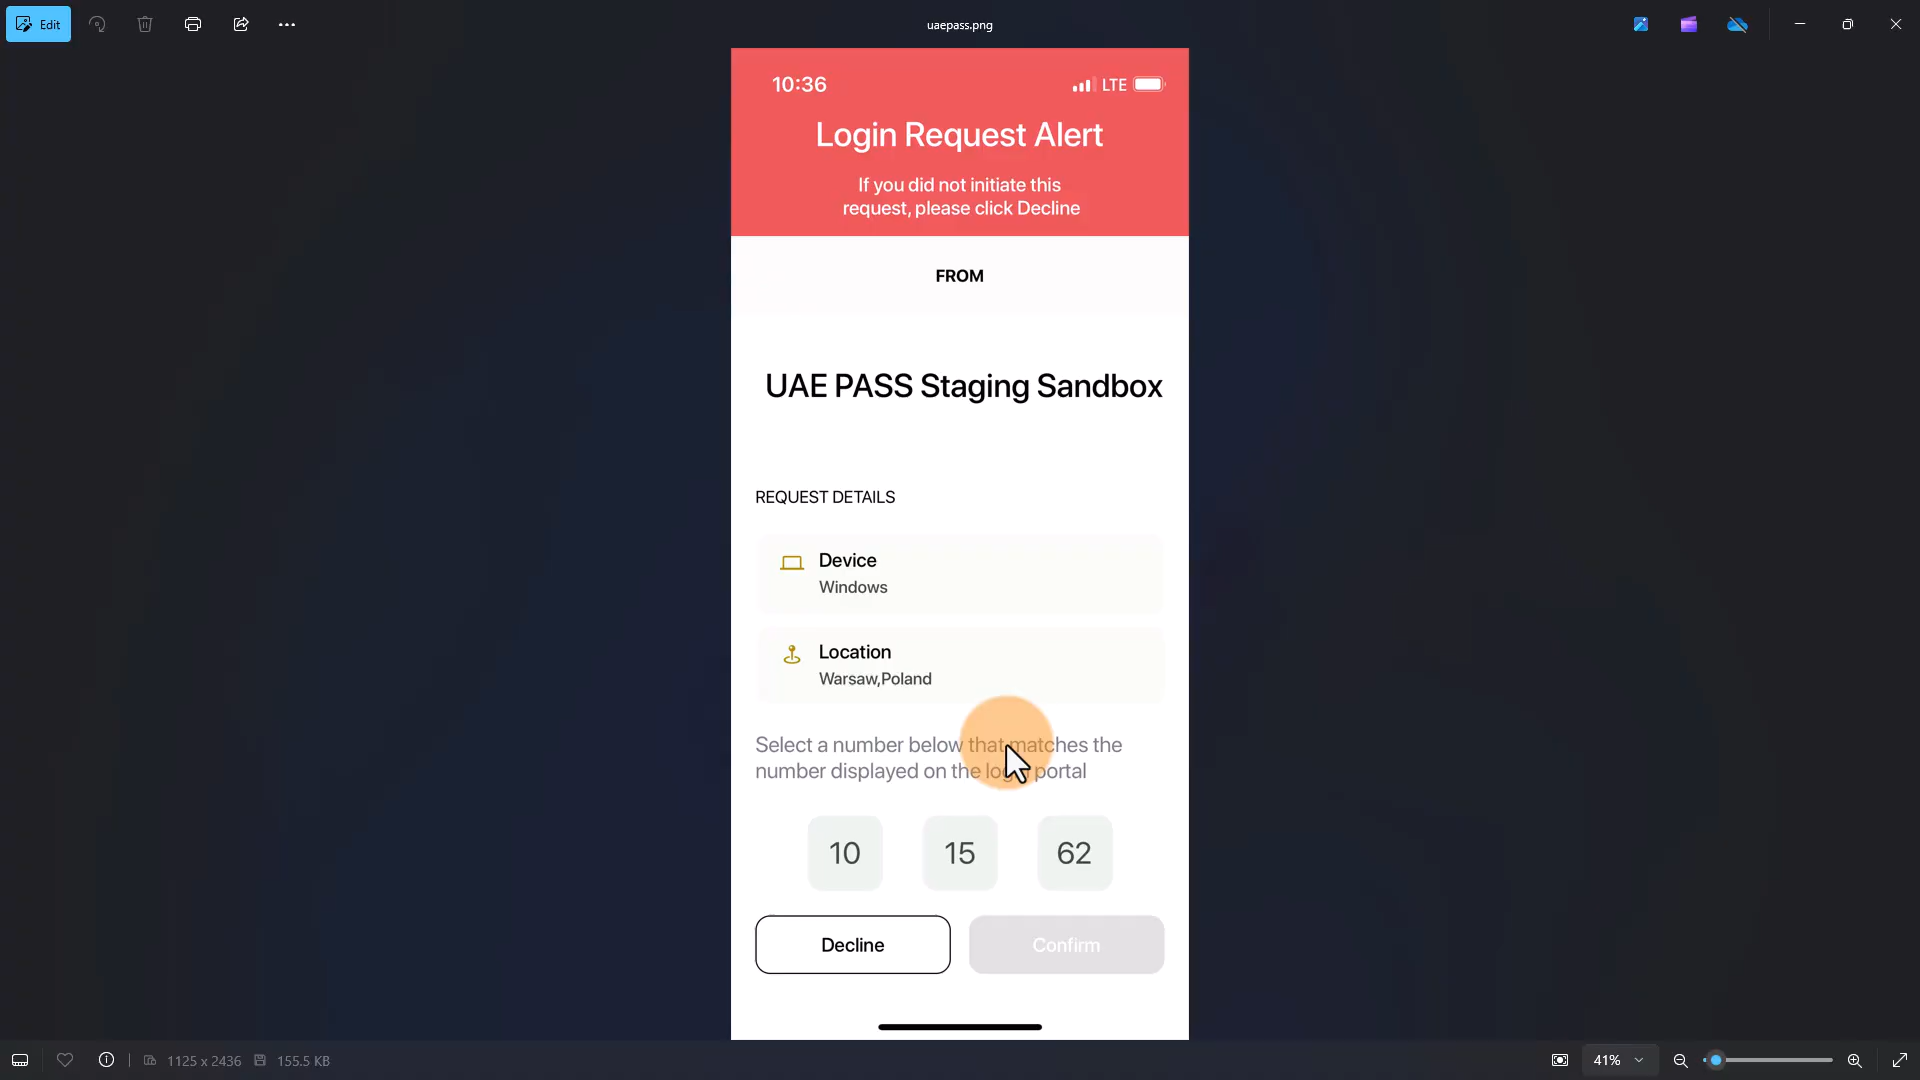 Edit
uaepass.png
10:36
LTE
Login Request Alert
If you did not initiate this
request, please click Decline
FROM
UAE PASS Staging Sandbox
REQUEST DETAILS
Device
Windows
Location
Warsaw,Poland
Select a number below that matches the
number displayed on the login portal
10 15 62
Decline Confirm
1125 x 2436 155.5 KB
41%